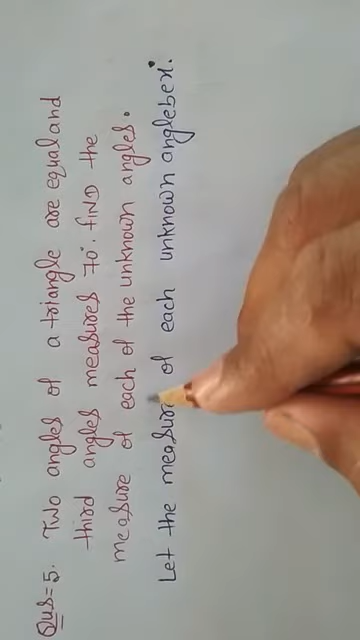 Qus=5. Two angles of a triangle are equal and
third angles measures 70°. FIND the
measure of each of the unknown angles.
Let the measure of each unknown angle be x°.